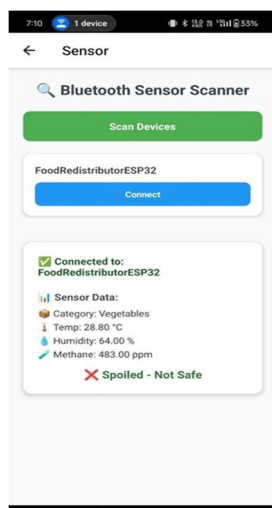 7:10 1 device 33%
Sensor
Bluetooth Sensor Scanner
Scan Devices
FoodRedistributorESP32
Connect
Connected to:
FoodRedistributorESP32
Sensor Data:
Category: Vegetables
Temp: 28.80 °C
Humidity: 64.00 %
Methane: 483.00 ppm
Spoiled - Not Safe